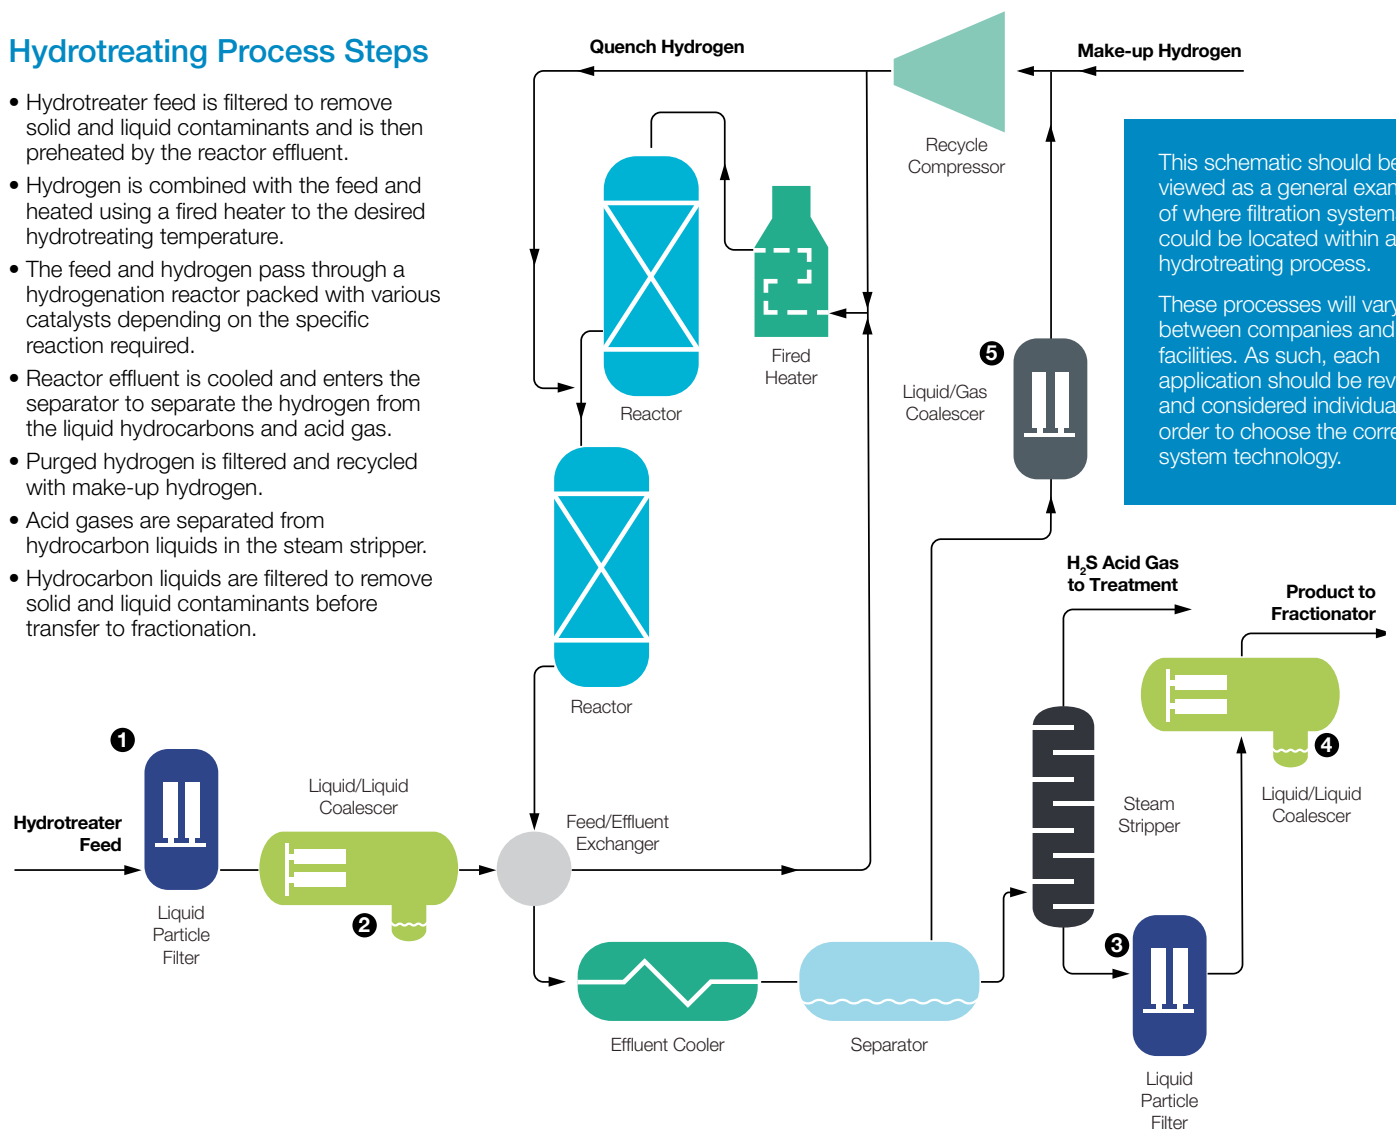 Hydrotreating Process Steps
• Hydrotreater feed is filtered to remove
solid and liquid contaminants and is then
preheated by the reactor effluent.
• Hydrogen is combined with the feed and
heated using a fired heater to the desired
hydrotreating temperature.
• The feed and hydrogen pass through a
hydrogenation reactor packed with various
catalysts depending on the specific
reaction required.
• Reactor effluent is cooled and enters the
separator to separate the hydrogen from
the liquid hydrocarbons and acid gas.
• Purged hydrogen is filtered and recycled
with make-up hydrogen.
• Acid gases are separated from
hydrocarbon liquids in the steam stripper.
• Hydrocarbon liquids are filtered to remove
solid and liquid contaminants before
transfer to fractionation.
Quench Hydrogen
Make-up Hydrogen
Recycle
Compressor
This schematic should be
viewed as a general
of where filtration
could be located within a
hydrotreating process.
These processes will vary
between companies and
facilities. As such, each
application should be
and considered
order to choose the
system technology.
Fired
Heater
Reactor
5
Liquid/Gas
Coalescer
Reactor
H₂S Acid Gas
to Treatment
Product to
Fractionator
1
Liquid/Liquid
Coalescer
Hydrotreater
Feed
Feed/Effluent
Exchanger
Steam
Stripper
4
Liquid/Liquid
Coalescer
Liquid
Particle
Filter
2
3
Effluent Cooler
Separator
Liquid
Particle
Filter